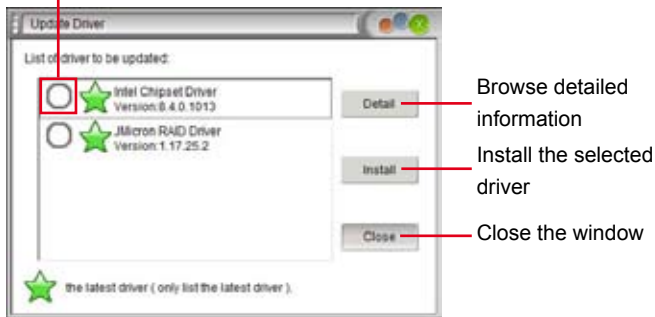 Update Driver
List of driver to be updated:
Intel Chipset Driver
Version:8.4.0.1013
JMicron RAID Driver
Version:1.17.25.2
Detail
Install
Close
the latest driver ( only list the latest driver ).
Browse detailed
information
Install the selected
driver
Close the window